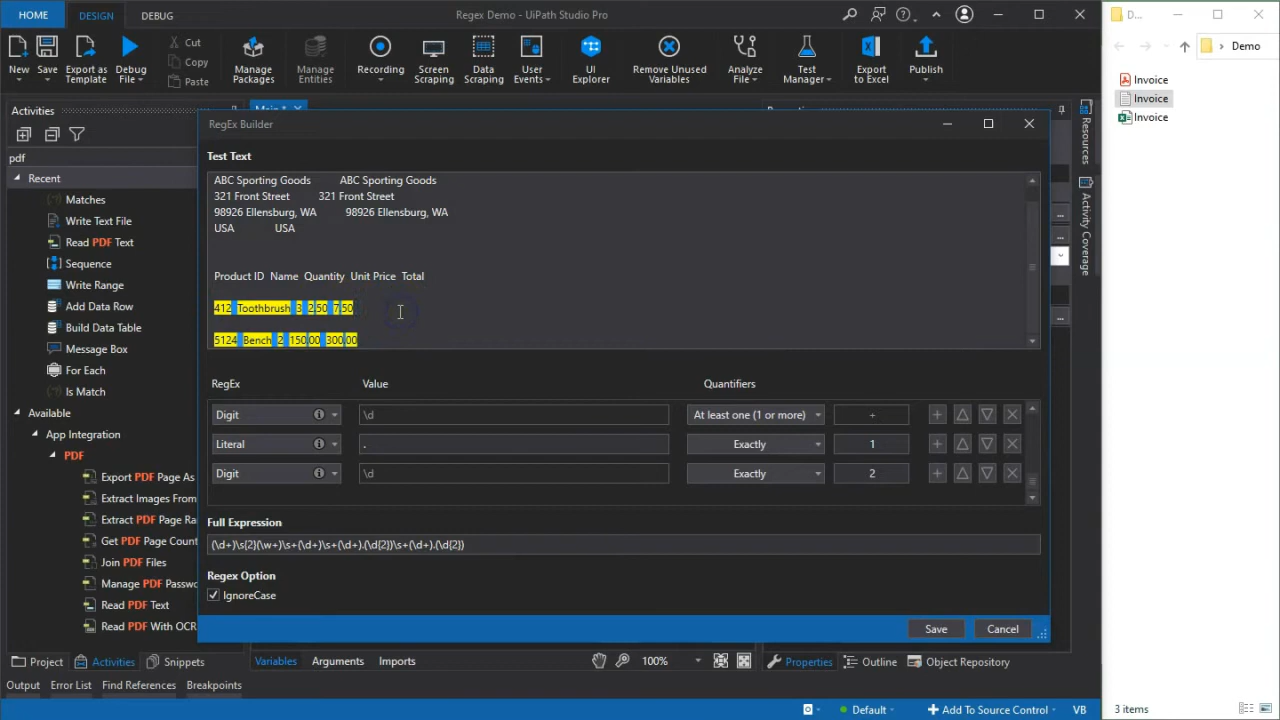 HOME
DESIGN
DEBUG
Regex Demo1 - UiPath Studio Pro
D...
New
Save
Export as Template
Debug File
Cut
Copy
Paste
Manage Packages
Manage Entities
Recording
Screen Scraping
Data Scraping
User Events
UI Explorer
Remove Unused Variables
Analyze File
Test Manager
Export to Excel
Publish
Demo
Invoice
Invoice
Invoice
Activities
pdf
Recent
Matches
Write Text File
Read PDF Text
Sequence
Write Range
Add Data Row
Build Data Table
Message Box
For Each
Is Match
Available
App Integration
PDF
Export PDF Page As
Extract Images From
Extract PDF Page Ra
Get PDF Page Count
Join PDF Files
Manage PDF Passwo
Read PDF Text
Read PDF With OCR
RegEx Builder
Test Text
ABC Sporting Goods ABC Sporting Goods
321 Front Street 321 Front Street
98926 Ellensburg, WA 98926 Ellensburg, WA
USA USA
Product ID Name Quantity Unit Price Total
412 Toothbrush 3 2.50 7.50
5124 Bench 2 150.00 300.00
RegEx Value Quantifiers
Digit \d At least one (1 or more) +
Literal . Exactly 1
Digit \d Exactly 2
Full Expression
(\d+)\s{2}(\w+)\s+(\d+)\s+(\d+).(\d{2})\s+(\d+).(\d{2})
Regex Option
IgnoreCase
Save Cancel
Resources
Activity Coverage
Project
Activities
Snippets
Variables
Arguments
Imports
100%
Properties
Outline
Object Repository
Output
Error List
Find References
Breakpoints
Default
Add To Source Control
VB
3 items